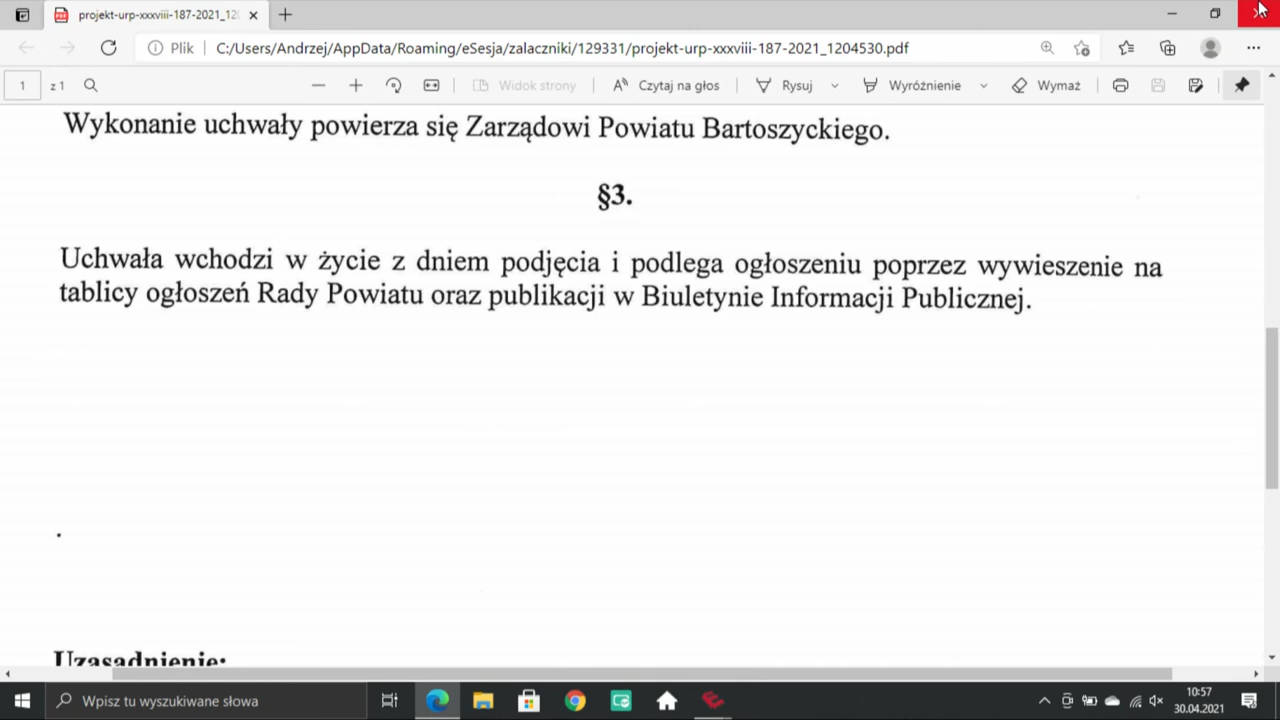 projekt-urp-xxxviii-187-2021_12
Plik
C:/Users/Andrzej/AppData/Roaming/eSesja/zalaczniki/129331/projekt-urp-xxxviii-187-2021_1204530.pdf
1 z 1 Widok strony Czytaj na głos Rysuj Wyróżnienie Wymaż
Wykonanie uchwały powierza się Zarządowi Powiatu Bartoszyckiego.
§3.
Uchwała wchodzi w życie z dniem podjęcia i podlega ogłoszeniu poprzez wywieszenie na
tablicy ogłoszeń Rady Powiatu oraz publikacji w Biuletynie Informacji Publicznej.
Uzasadnienie:
Wpisz tu wyszukiwane słowa
10:57
30.04.2021